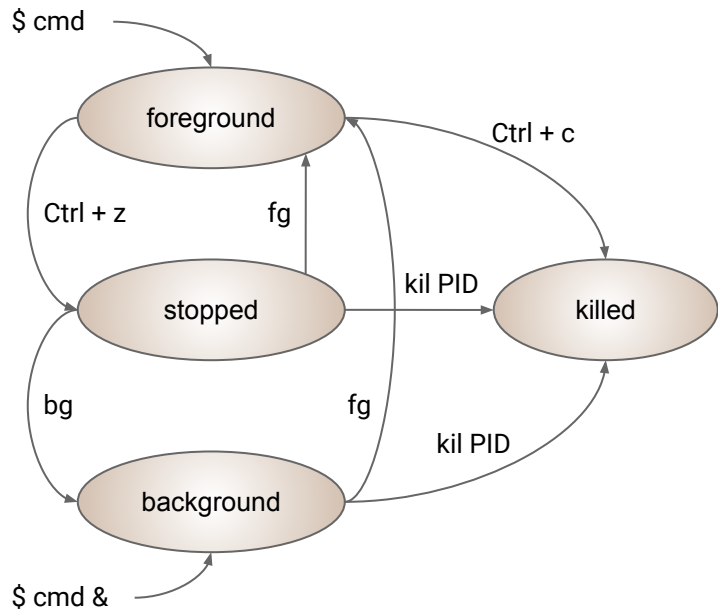 $ cmd
foreground
Ctrl + c
Ctrl + z
fg
kil PID
stopped
killed
bg
fg
kil PID
background
$ cmd &